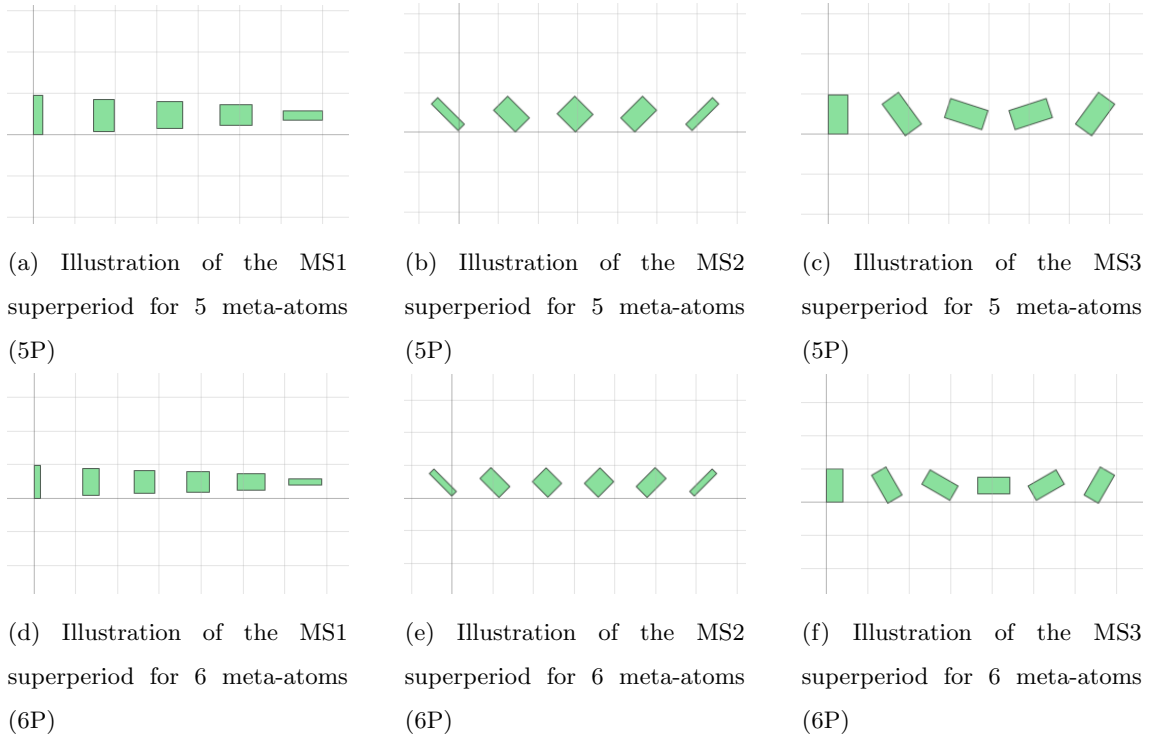 (a) Illustration of the MS1
superperiod for 5 meta-atoms
(5P)
(b) Illustration of the MS2
superperiod for 5 meta-atoms
(5P)
(c) Illustration of the MS3
superperiod for 5 meta-atoms
(5P)
(d) Illustration of the MS1
superperiod for 6 meta-atoms
(6P)
(e) Illustration of the MS2
superperiod for 6 meta-atoms
(6P)
(f) Illustration of the MS3
superperiod for 6 meta-atoms
(6P)